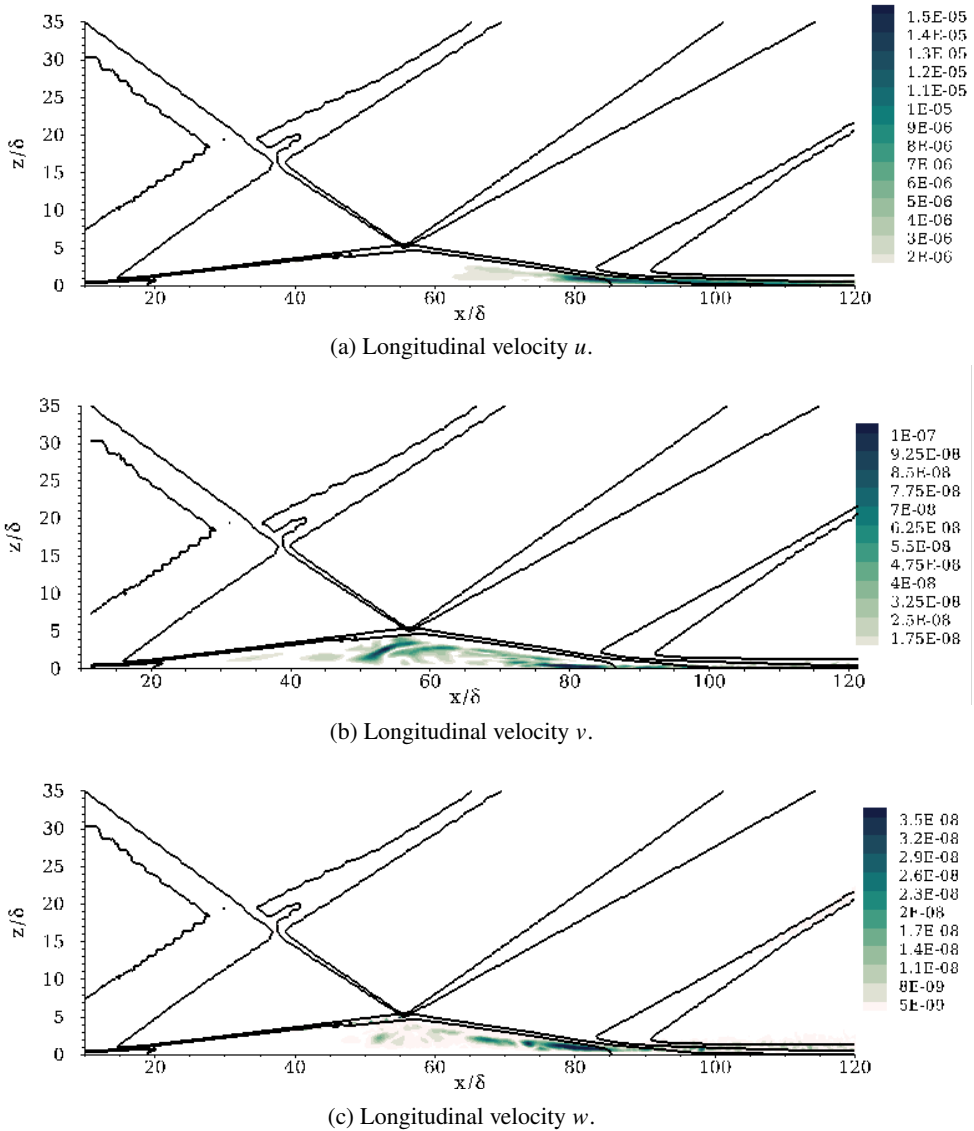 35
30
25
20
15
10
5
0
z/δ
20
40
60
80
100
120
x/δ
1.5E-05
1.4E-05
1.3E-05
1.2E-05
1.1E-05
1E-05
9E-06
8E-06
7E-06
6E-06
5E-06
4E-06
3E-06
2E-06
(a) Longitudinal velocity u.
35
30
25
20
15
10
5
0
z/δ
20
40
60
80
100
120
x/δ
1E-07
9.25E-08
8.5E-08
7.75E-08
7E-08
6.25E-08
5.5E-08
4.75E-08
4E-08
3.25E-08
2.5E-08
1.75E-08
(b) Longitudinal velocity v.
35
30
25
20
15
10
5
0
z/δ
20
40
60
80
100
120
x/δ
3.5E-08
3.2E-08
2.9E-08
2.6E-08
2.3E-08
2E-08
1.7E-08
1.4E-08
1.1E-08
8E-09
5E-09
(c) Longitudinal velocity w.